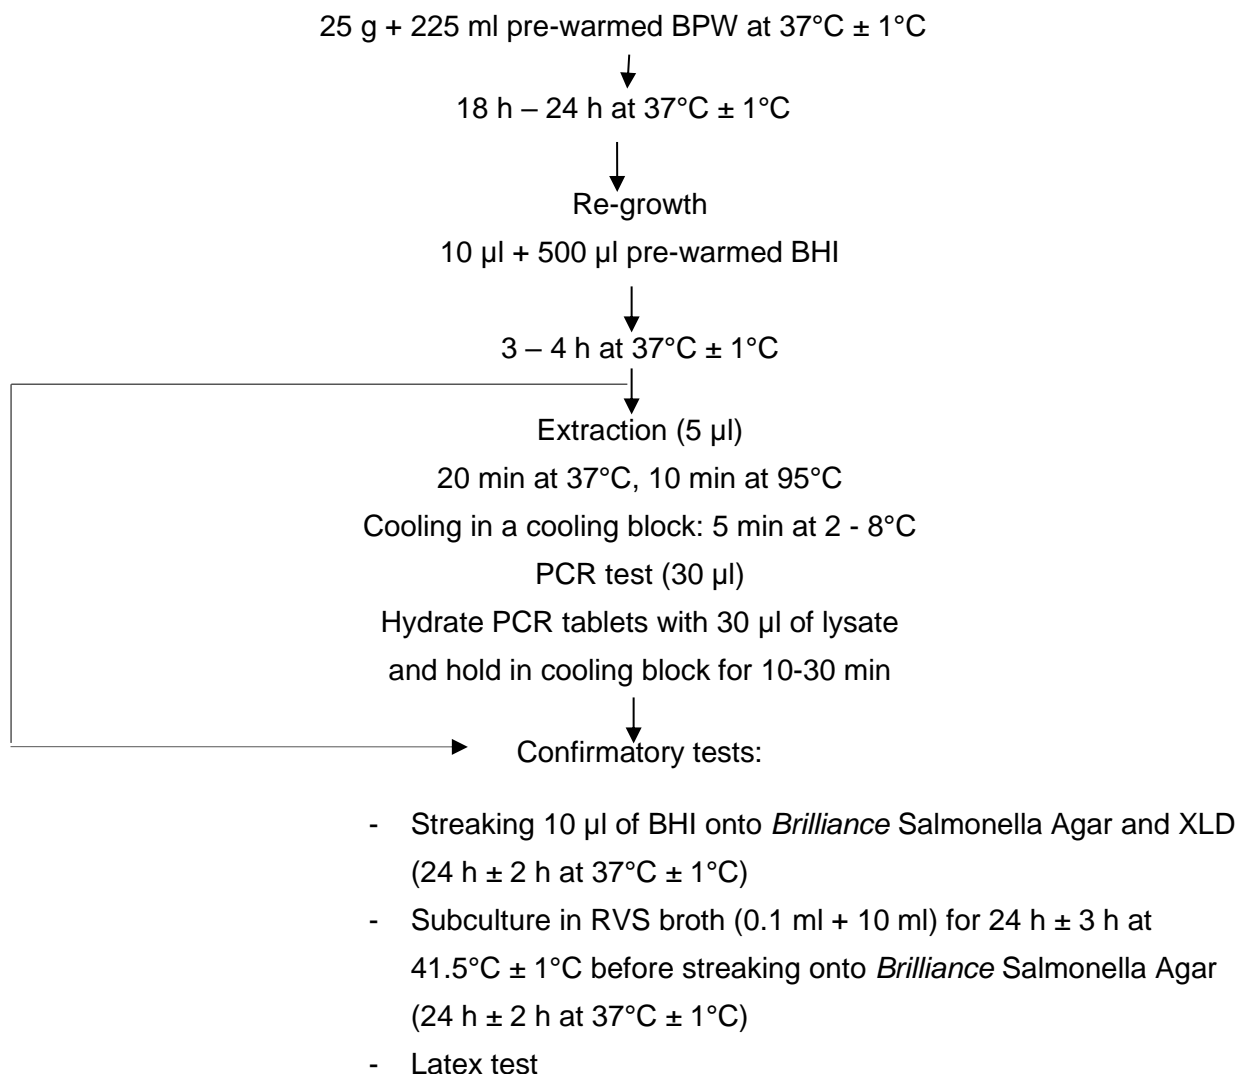 25 g + 225 ml pre-warmed BPW at 37°C ± 1°C
18 h – 24 h at 37°C ± 1°C
Re-growth
10 µl + 500 µl pre-warmed BHI
3 – 4 h at 37°C ± 1°C
Extraction (5 µl)
20 min at 37°C, 10 min at 95°C
Cooling in a cooling block: 5 min at 2 - 8°C
PCR test (30 µl)
Hydrate PCR tablets with 30 µl of lysate
and hold in cooling block for 10-30 min
Confirmatory tests:
- Streaking 10 µl of BHI onto Brilliance Salmonella Agar and XLD
(24 h ± 2 h at 37°C ± 1°C)
- Subculture in RVS broth (0.1 ml + 10 ml) for 24 h ± 3 h at
41.5°C ± 1°C before streaking onto Brilliance Salmonella Agar
(24 h ± 2 h at 37°C ± 1°C)
- Latex test